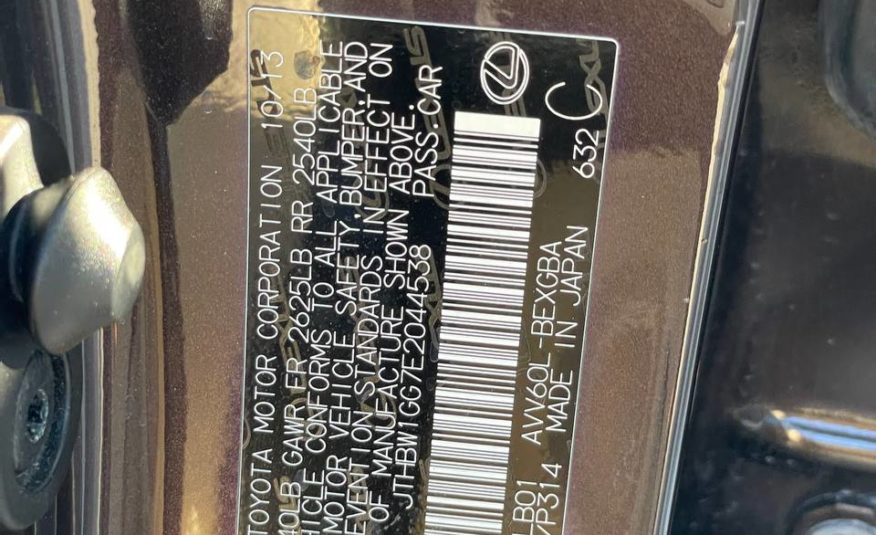 TOYOTA MOTOR CORPORATION 10/13
40LB GAWR FR 2625LB RR 2540LB
HICLE CONFORMS TO ALL APPLICABLE
MOTOR VEHICLE SAFETY, BUMPER, AND
EVENTION STANDARDS IN EFFECT ON
OF MANUFACTURE SHOWN ABOVE.
JTHBW1GG7E2044538 PASS.CAR
LB01 AVV60L-BEXGBA
/P314 MADE IN JAPAN 632 C